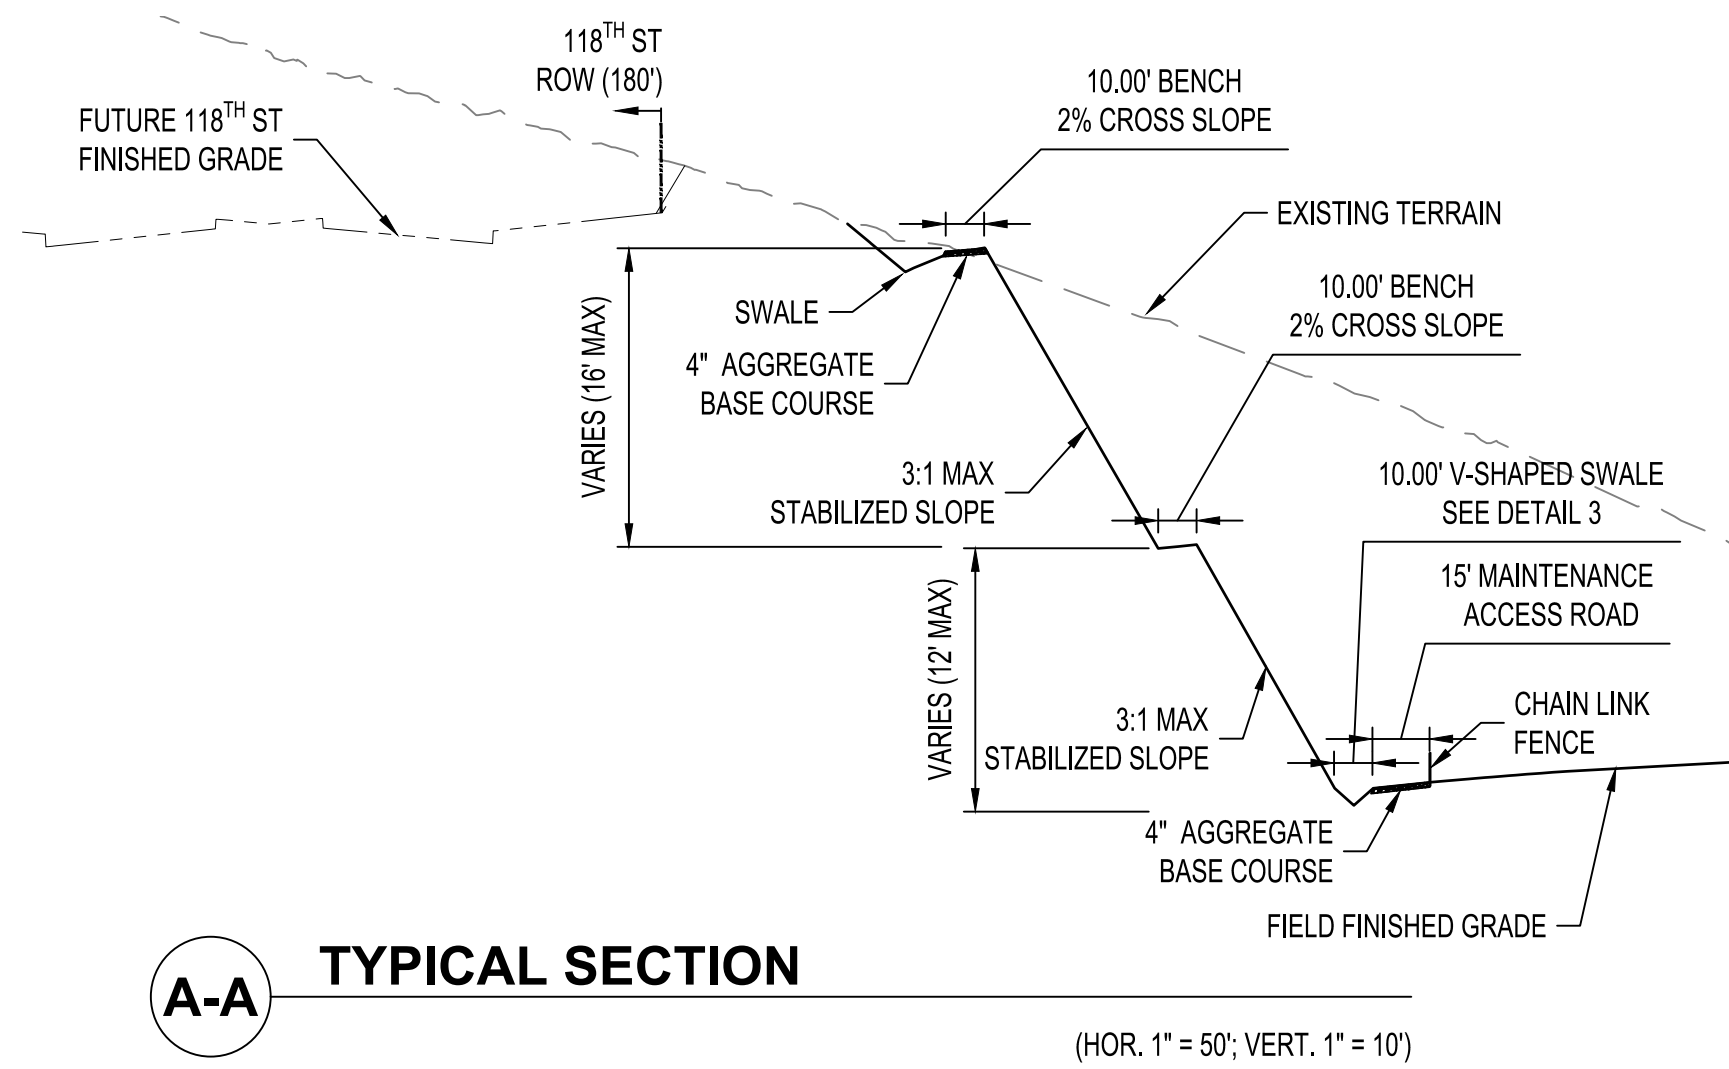 118TH ST
ROW (180')
10.00' BENCH
2% CROSS SLOPE
FUTURE 118TH ST
FINISHED GRADE
EXISTING TERRAIN
10.00' BENCH
2% CROSS SLOPE
SWALE
4" AGGREGATE
BASE COURSE
VARIES (16' MAX)
3:1 MAX
STABILIZED SLOPE
10.00' V-SHAPED SWALE
SEE DETAIL 3
15' MAINTENANCE
ACCESS ROAD
VARIES (12' MAX)
3:1 MAX
STABILIZED SLOPE
CHAIN LINK
FENCE
4" AGGREGATE
BASE COURSE
FIELD FINISHED GRADE
A-A
TYPICAL SECTION
(HOR. 1" = 50'; VERT. 1" = 10')